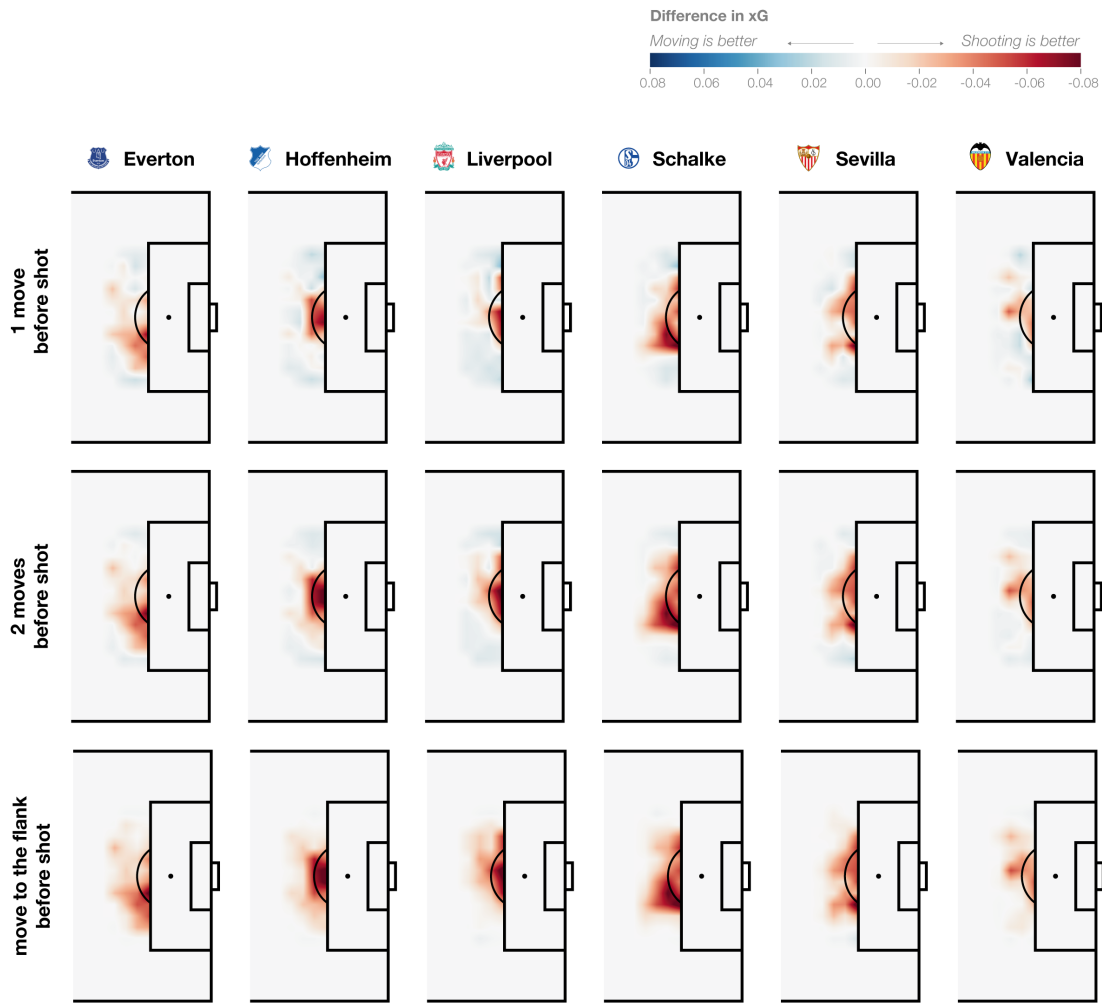 Difference in xG
Moving is better
Shooting is better
0.08 0.06 0.04 0.02 0.00 -0.02 -0.04 -0.06 -0.08
Everton Hoffenheim Liverpool Schalke Sevilla Valencia
1 move
before shot
2 moves
before shot
move to the flank
before shot